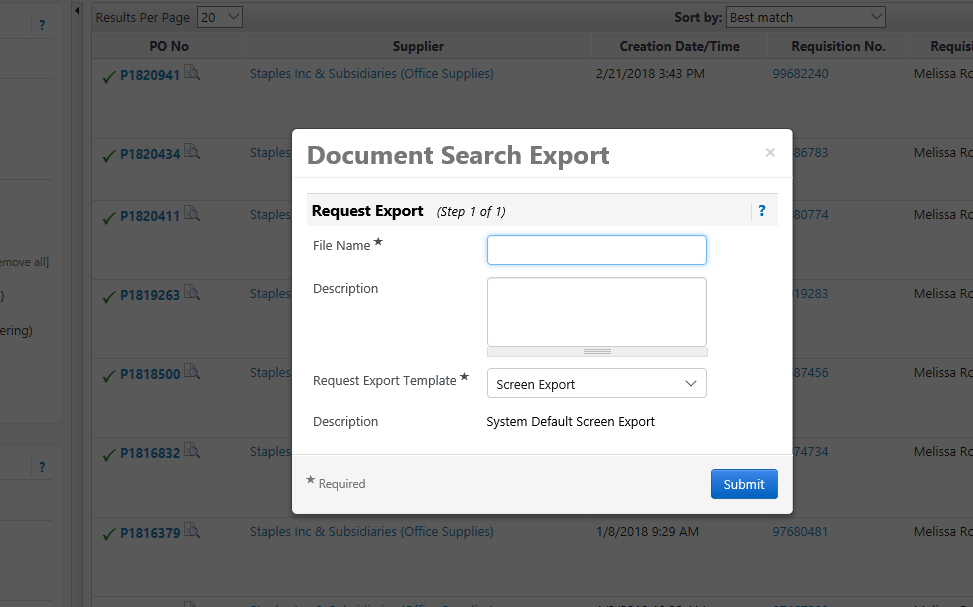 Results Per Page 20 Sort by: Best match
?
PO No Supplier Creation Date/Time Requisition No. Requisi
P1820941 Staples Inc & Subsidiaries (Office Supplies) 2/21/2018 3:43 PM 99682240 Melissa Ro
P1820434 Staples 86783 Melissa Ro
P1820411 Staples 80774 Melissa Ro
emove all]
P1819263 Staples 19283 Melissa Ro
)
ering)
P1818500 Staples 87456 Melissa Ro
P1816832 Staples 74734 Melissa Ro
?
P1816379 Staples Inc & Subsidiaries (Office Supplies) 1/8/2018 9:29 AM 97680481 Melissa Ro
Document Search Export ×
Request Export (Step 1 of 1) ?
File Name ★
Description
Request Export Template ★ Screen Export
Description System Default Screen Export
★ Required Submit